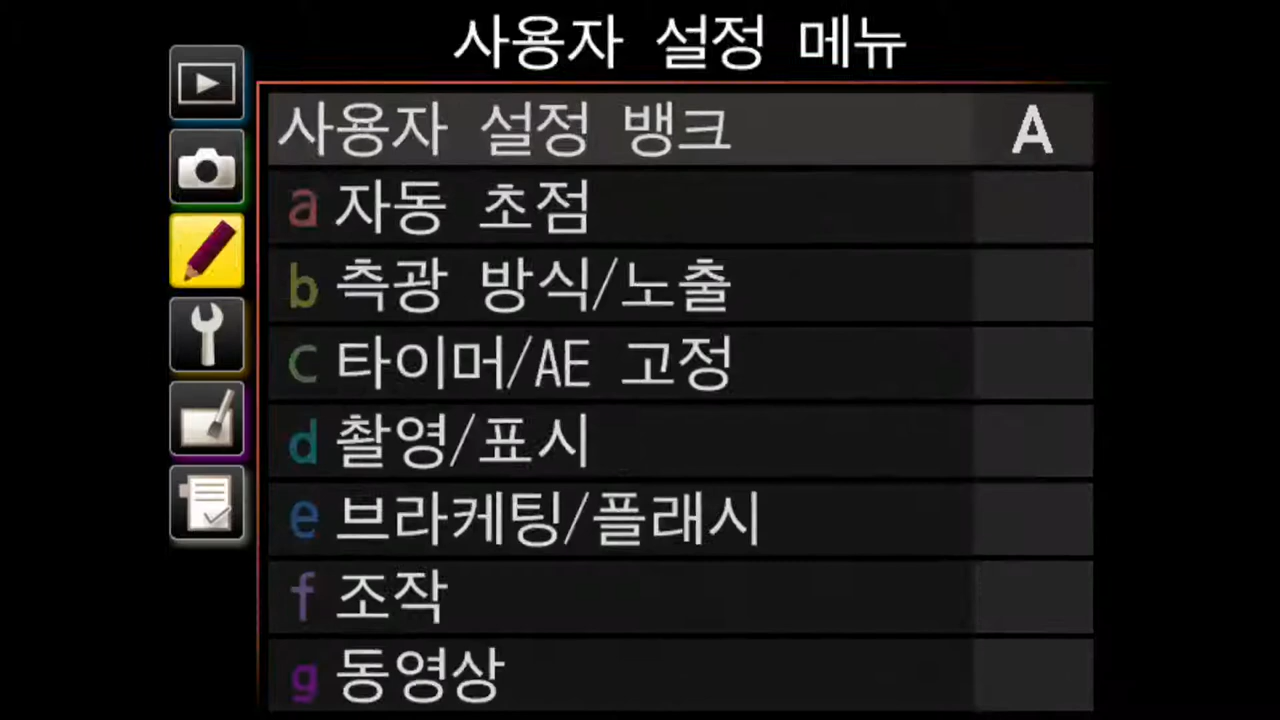 사용자 설정 메뉴
사용자 설정 뱅크 A
a 자동 초점
b 측광 방식/노출
c 타이머/AE 고정
d 촬영/표시
e 브라케팅/플래시
f 조작
g 동영상